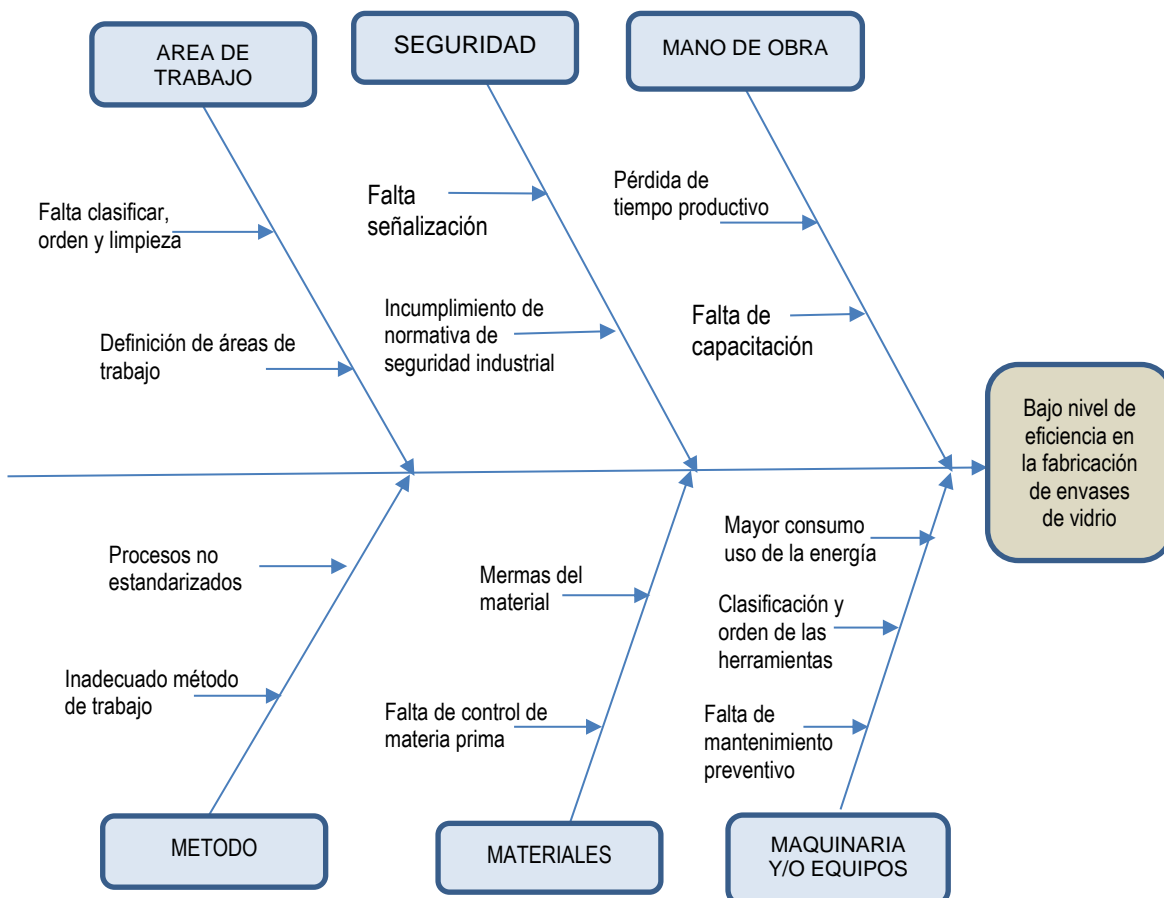 AREA DE
TRABAJO
SEGURIDAD
MANO DE OBRA
Falta clasificar,
orden y limpieza
Definición de áreas de
trabajo
Falta
señalización
Incumplimiento de
normativa de
seguridad industrial
Pérdida de
tiempo productivo
Falta de
capacitación
Bajo nivel de
eficiencia en
la fabricación
de envases
de vidrio
Procesos no
estandarizados
Inadecuado método
de trabajo
Mermas del
material
Falta de control de
materia prima
Mayor consumo
uso de la energía
Clasificación y
orden de las
herramientas
Falta de
mantenimiento
preventivo
METODO
MATERIALES
MAQUINARIA
Y/O EQUIPOS